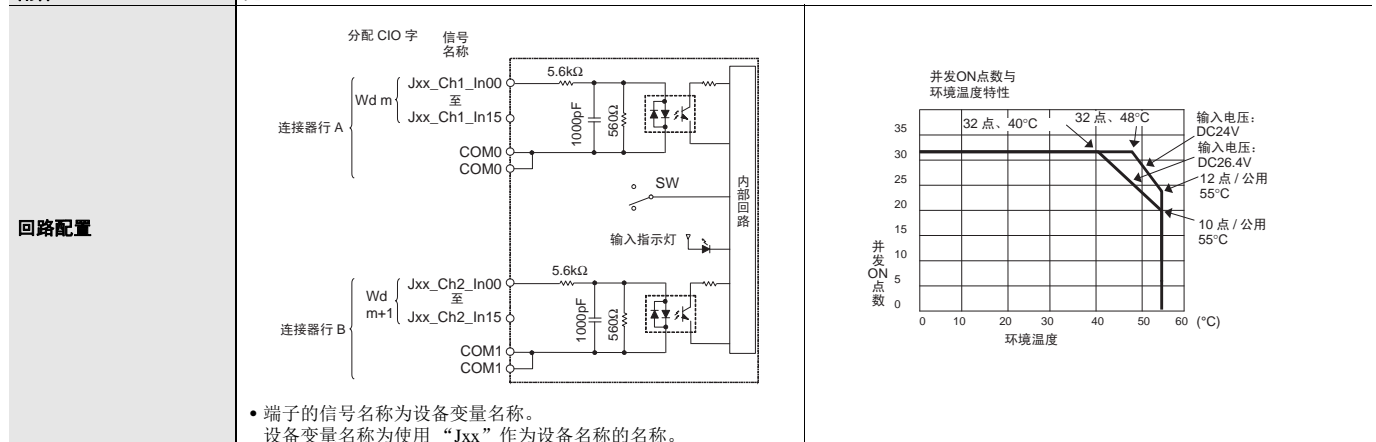 回路配置
分配 CIO 字
信号
名称
连接器行 A
Wd m
Jxx_Ch1_In00
至
Jxx_Ch1_In15
COM0
COM0
5.6kΩ
1000pF
560Ω
SW
内部回路
输入指示灯
连接器行 B
Wd
m+1
Jxx_Ch2_In00
至
Jxx_Ch2_In15
COM1
COM1
5.6kΩ
1000pF
560Ω
• 端子的信号名称为设备变量名称。
设备变量名称为使用 “Jxx”作为设备名称的名称。
并发ON点数与
环境温度特性
32 点、40°C
32 点、48°C
输入电压：
DC24V
输入电压：
DC26.4V
12 点 / 公用
55°C
10 点 / 公用
55°C
并发ON点数
35
30
25
20
15
10
5
0
0 10 20 30 40 50 60 (°C)
环境温度